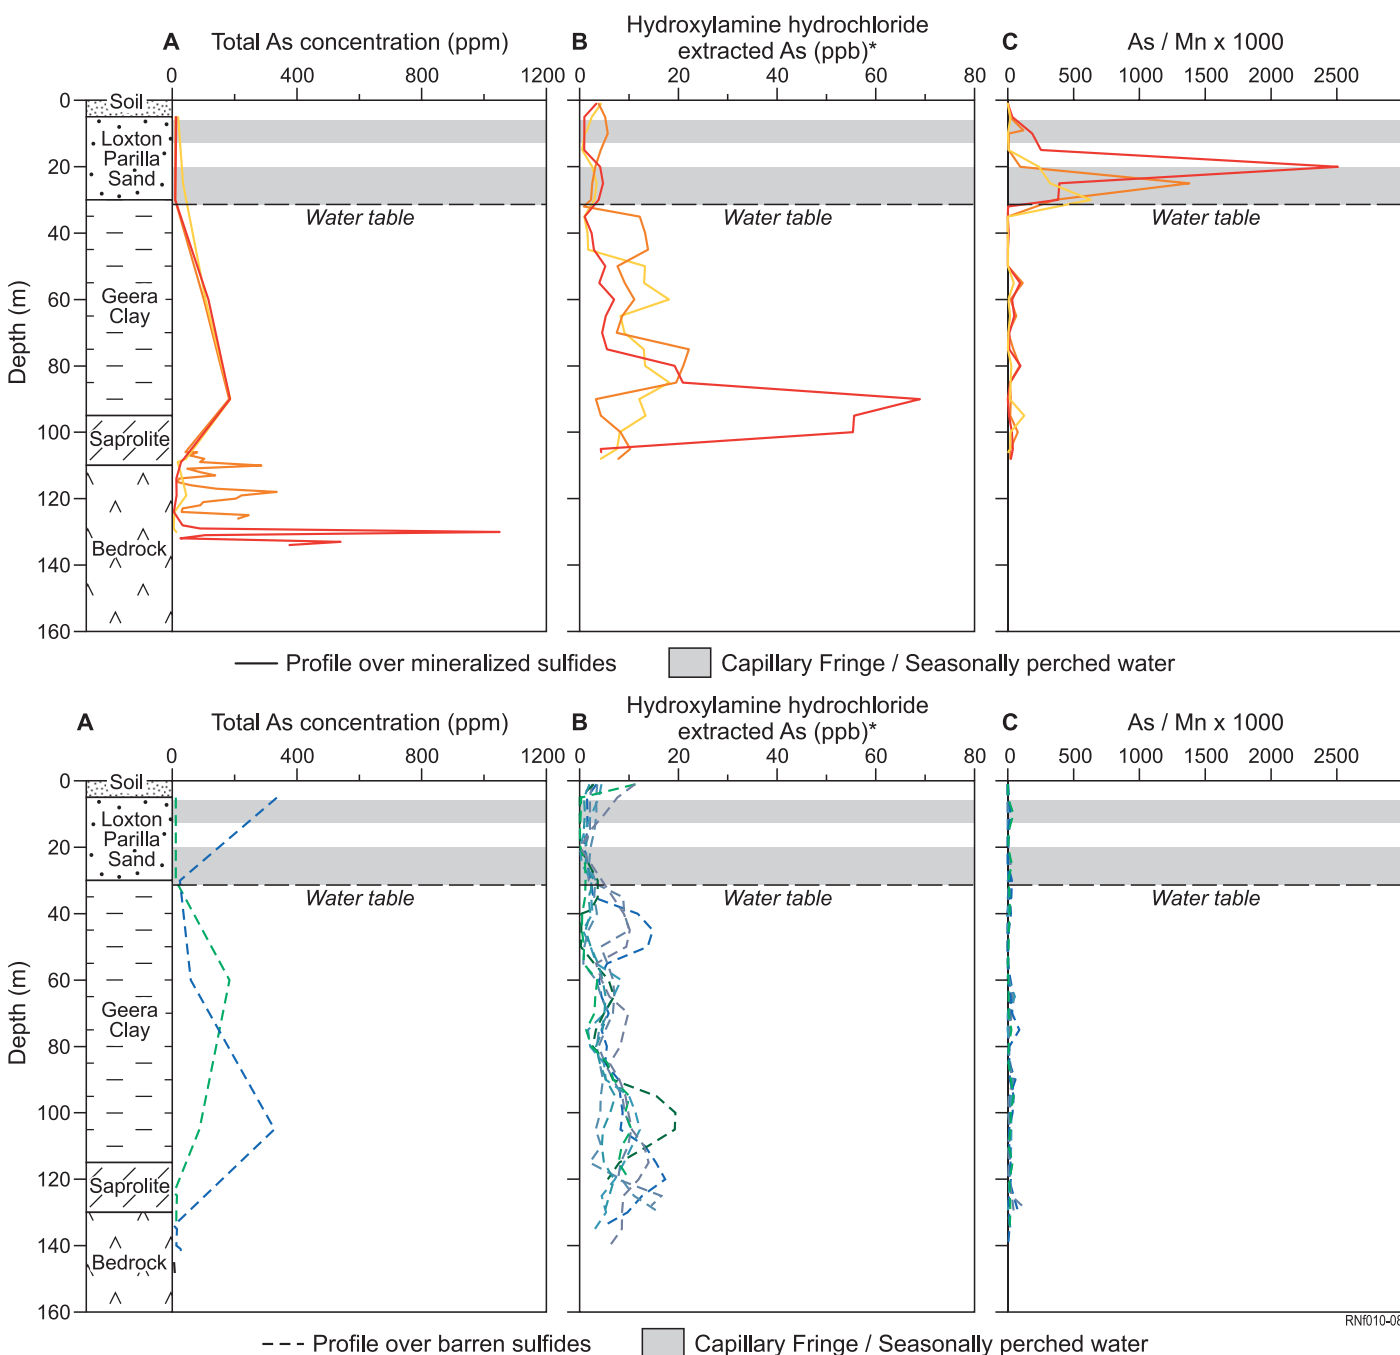 A Total As concentration (ppm)
0 400 800 1200
B Hydroxylamine hydrochloride
extracted As (ppb)*
0 20 40 60 80
C As / Mn x 1000
0 500 1000 1500 2000 2500
Depth (m)
0
20
40
60
80
100
120
140
160
Soil
Loxton
Parilla
Sand
Geera
Clay
Saprolite
Bedrock
Water table
Water table
Water table
Profile over mineralized sulfides
Capillary Fringe / Seasonally perched water
A Total As concentration (ppm)
0 400 800 1200
B Hydroxylamine hydrochloride
extracted As (ppb)*
0 20 40 60 80
C As / Mn x 1000
0 500 1000 1500 2000 2500
Depth (m)
0
20
40
60
80
100
120
140
160
Soil
Loxton
Parilla
Sand
Geera
Clay
Saprolite
Bedrock
Water table
Water table
Water table
RNf010-08
Profile over barren sulfides
Capillary Fringe / Seasonally perched water